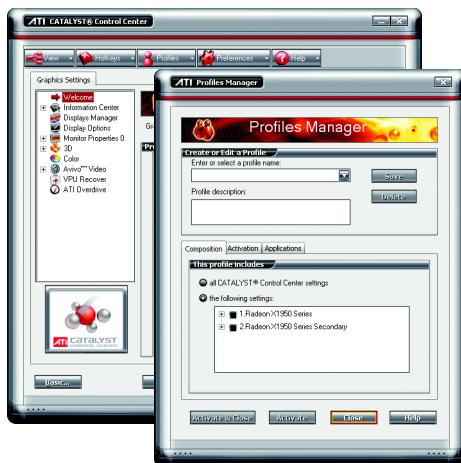 ATI CATALYST® Control Center
View Hotkeys Profiles Preferences Help
Graphics Settings
Welcome
Information Center
Displays Manager
Display Options
Monitor Properties 0
3D
Color
Avivo™ Video
VPU Recover
ATI Overdrive
ATI CATALYST
CONTROL CENTER
Basic...
ATI Profiles Manager
Profiles Manager
Create or Edit a Profile
Enter or select a profile name:
Save
Profile description:
Delete
Composition Activation Applications
This profile includes
all CATALYST® Control Center settings
the following settings:
1.Radeon X1950 Series
2.Radeon X1950 Series Secondary
Activate & Close Activate Close Help